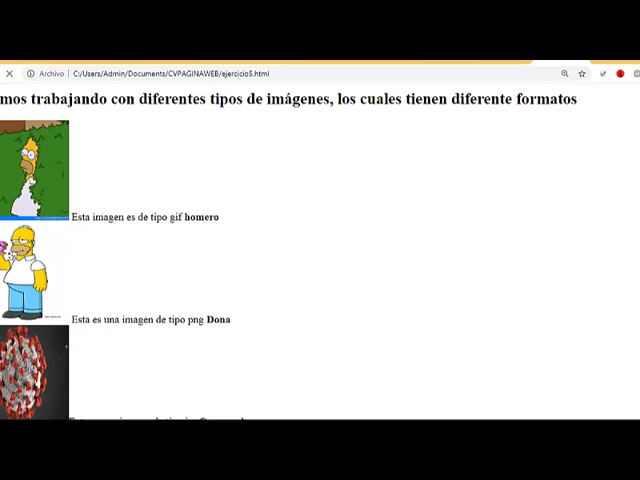 Archivo | C:/Users/Admin/Documents/CVPAGINAWEB/ejercicio5.html
mos trabajando con diferentes tipos de imágenes, los cuales tienen diferente formatos
Esta imagen es de tipo gif homero
Esta es una imagen de tipo png Dona